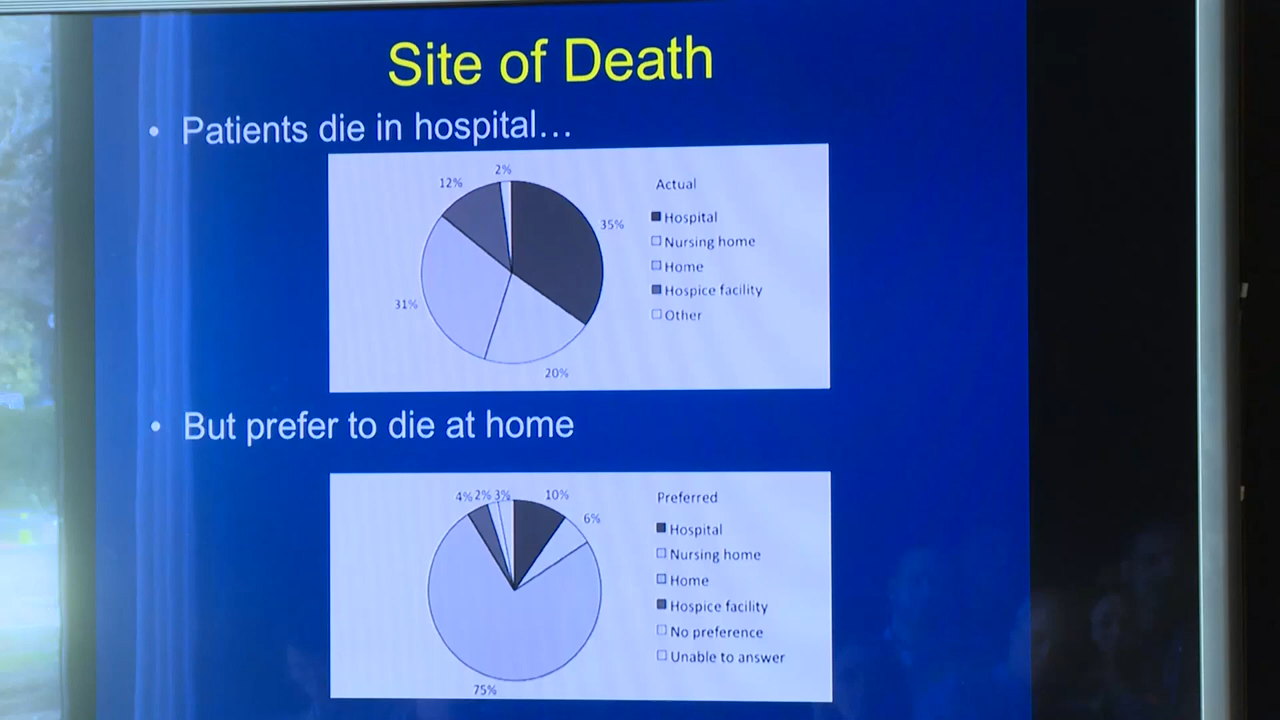 Site of Death
• Patients die in hospital…
2%
12%
35%
31%
20%
Actual
Hospital
Nursing home
Home
Hospice facility
Other
• But prefer to die at home
4% 2% 3% 10%
6%
75%
Preferred
Hospital
Nursing home
Home
Hospice facility
No preference
Unable to answer